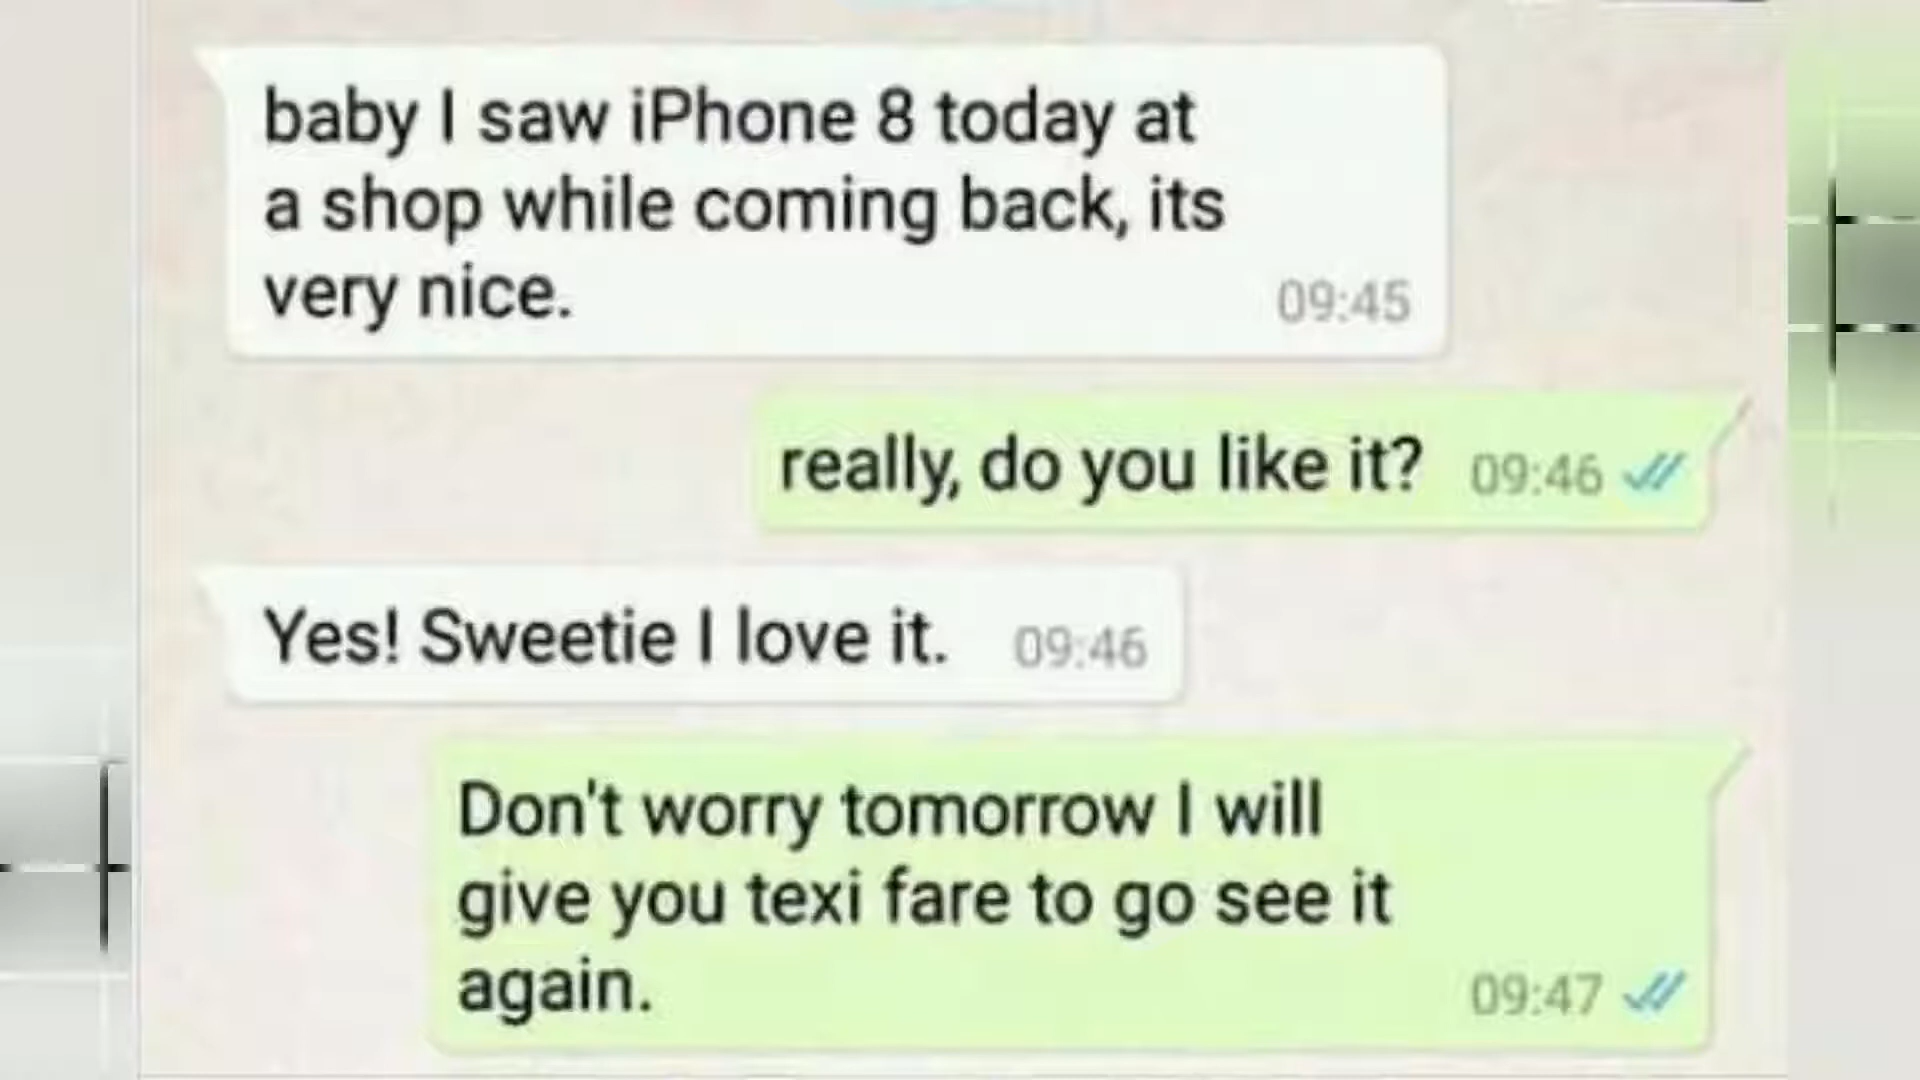 baby I saw iPhone 8 today at
a shop while coming back, its
very nice. 09:45
really, do you like it? 09:46
Yes! Sweetie I love it. 09:46
Don't worry tomorrow I will
give you texi fare to go see it
again. 09:47